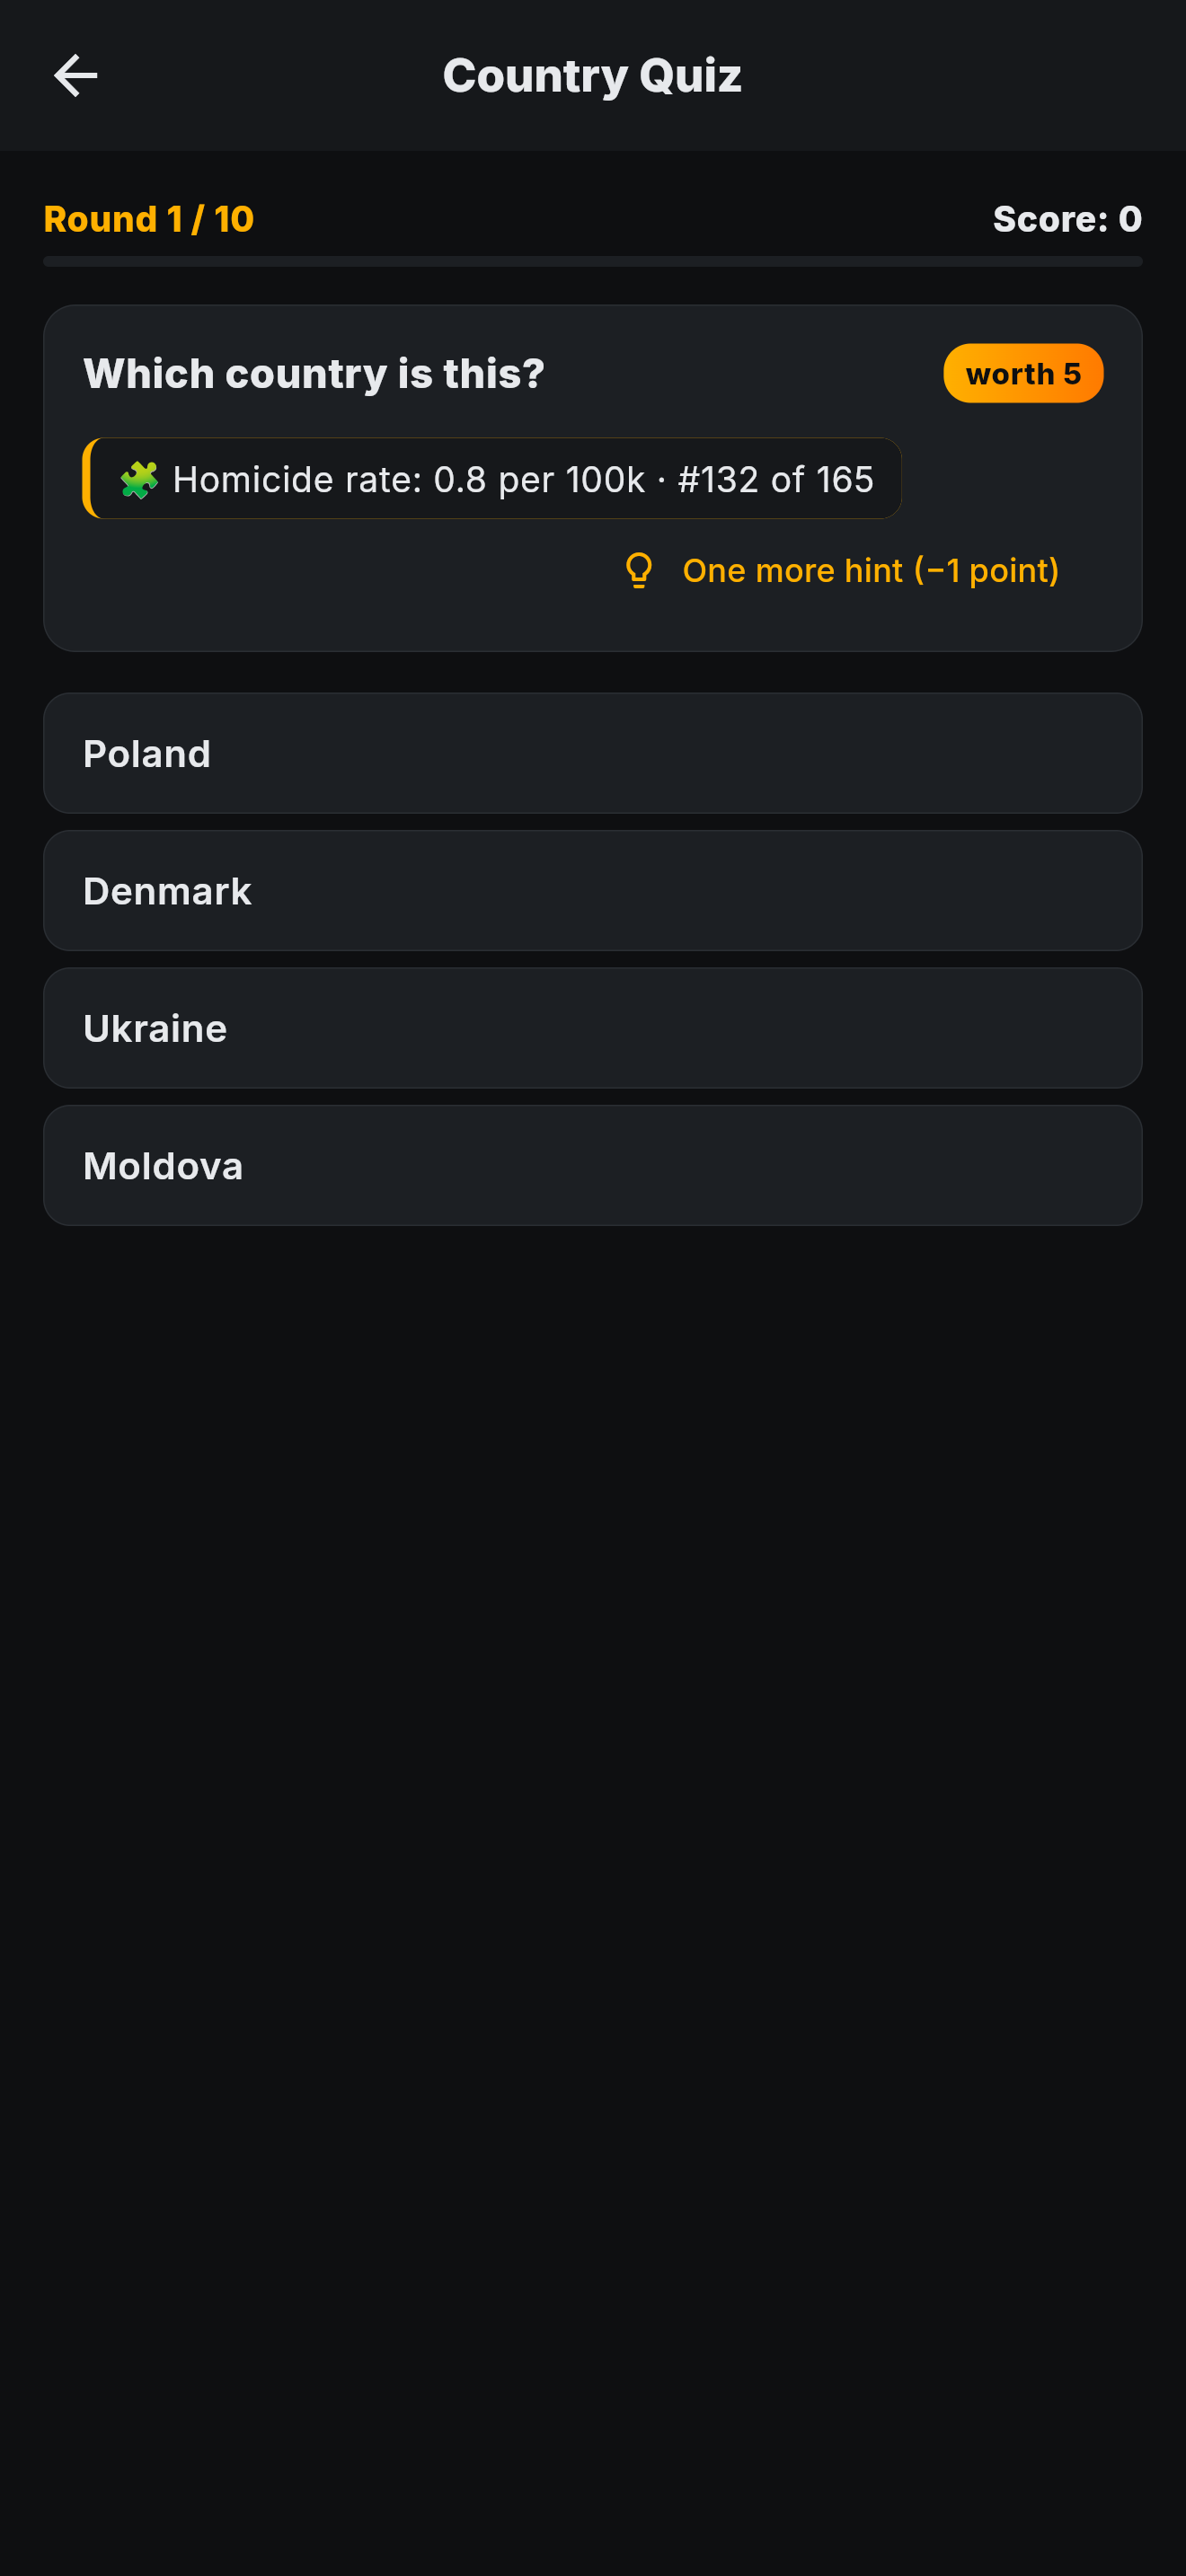 Country Quiz
Round 1 / 10
Score: 0
Which country is this?
worth 5
Homicide rate: 0.8 per 100k · #132 of 165
One more hint (−1 point)
Poland
Denmark
Ukraine
Moldova